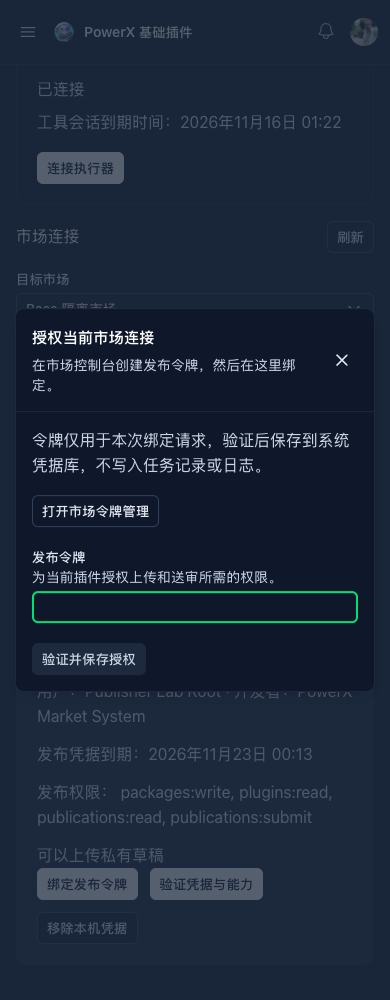 PowerX 基础插件
已连接
工具会话到期时间：2026年11月16日 01:22
连接执行器
市场连接
刷新
目标市场
授权当前市场连接
在市场控制台创建发布令牌，然后在这里绑
定。
令牌仅用于本次绑定请求，验证后保存到系统
凭据库，不写入任务记录或日志。
打开市场令牌管理
发布令牌
为当前插件授权上传和送审所需的权限。
验证并保存授权
用户：Publisher Lab Root · 开发者：PowerX
Market System
发布凭据到期：2026年11月23日 00:13
发布权限： packages:write, plugins:read,
publications:read, publications:submit
可以上传私有草稿
绑定发布令牌
验证凭据与能力
移除本机凭据